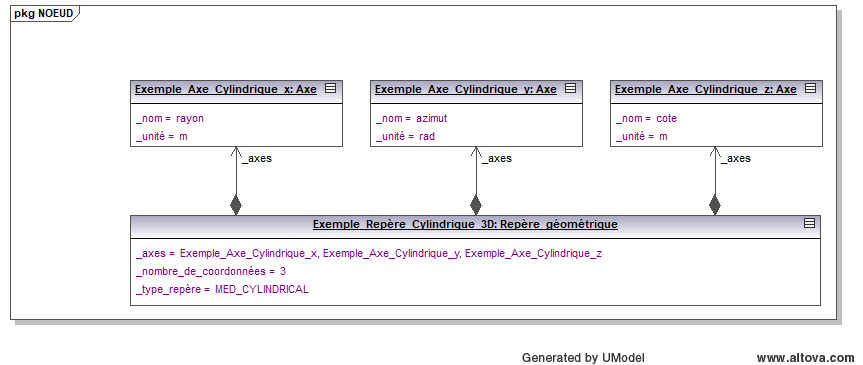 pkg NOEUD
Exemple_Axe_Cylindrique_x: Axe
_nom = rayon
_unité = m
Exemple_Axe_Cylindrique_y: Axe
_nom = azimut
_unité = rad
Exemple_Axe_Cylindrique_z: Axe
_nom = cote
_unité = m
_axes
_axes
_axes
Exemple_Repère_Cylindrique_3D: Repère_géométrique
_axes = Exemple_Axe_Cylindrique_x, Exemple_Axe_Cylindrique_y, Exemple_Axe_Cylindrique_z
_nombre_de_coordonnées = 3
_type_repère = MED_CYLINDRICAL
Generated by UModel
www.altova.com